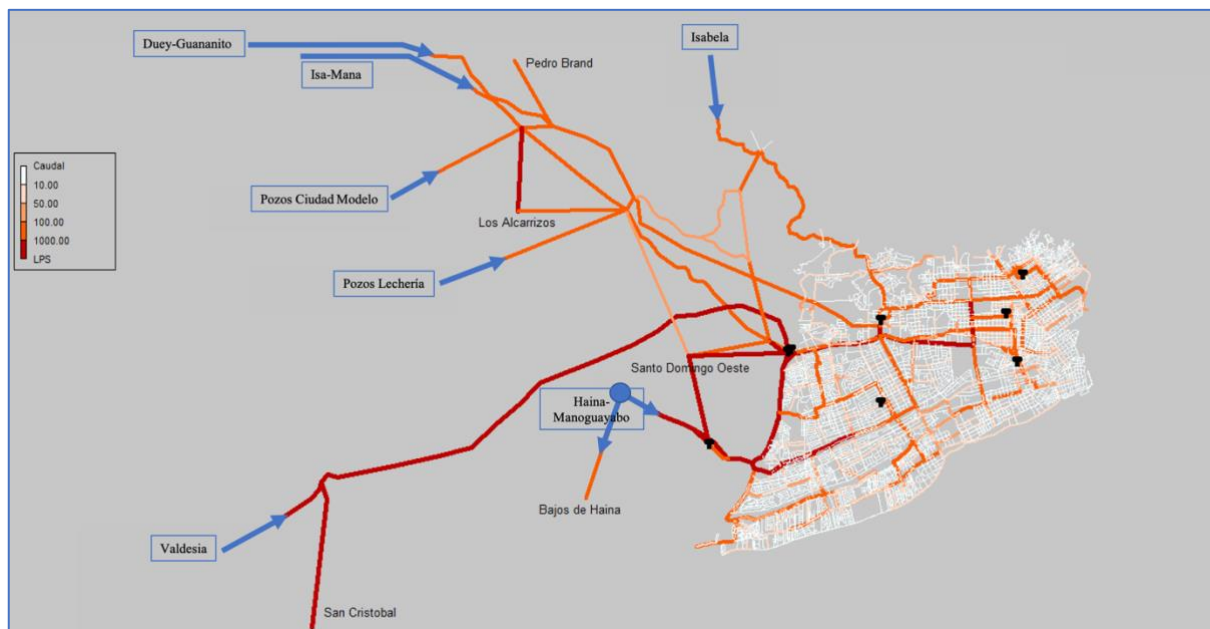 Duey-Guananito
Isabela
Isa-Mana
Pedro Brand
Caudal
10.00
50.00
100.00
1000.00
LPS
Pozos Ciudad Modelo
Los Alcarrizos
Pozos Lechería
Santo Domingo Oeste
Haina-
Manoguayabo
Bajos de Haina
Valdesia
San Cristobal